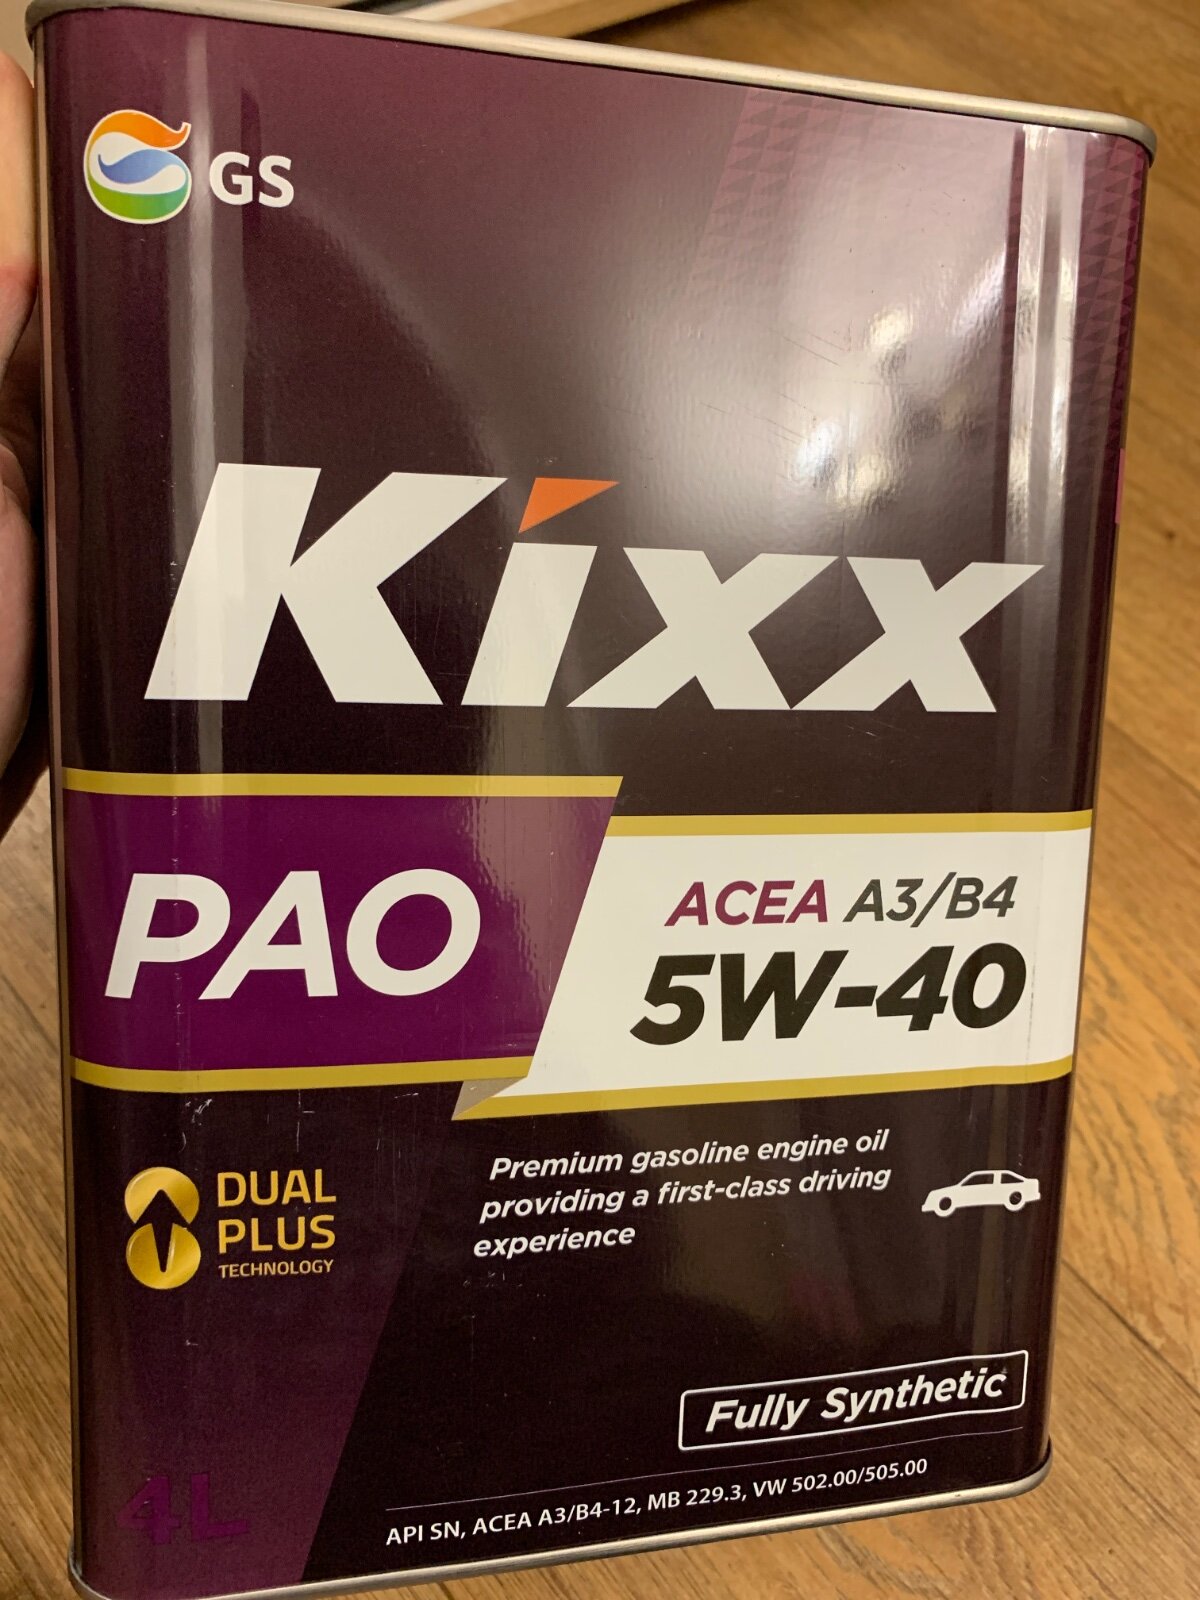 GS
Kixx
PAO
ACEA A3/B4
5W-40
DUAL
PLUS
TECHNOLOGY
Premium gasoline engine oil
providing a first-class driving
experience
Fully Synthetic
4L
API SN, ACEA A3/B4-12, MB 229.3, VW 502.00/505.00